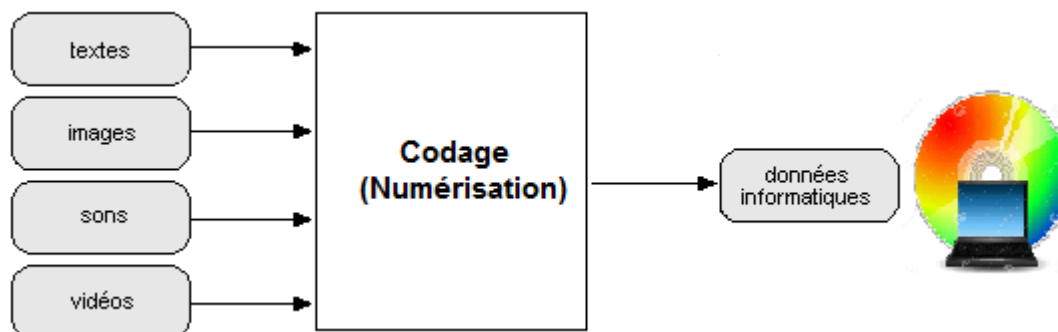 textes
images
sons
vidéos
Codage
(Numérisation)
données
informatiques